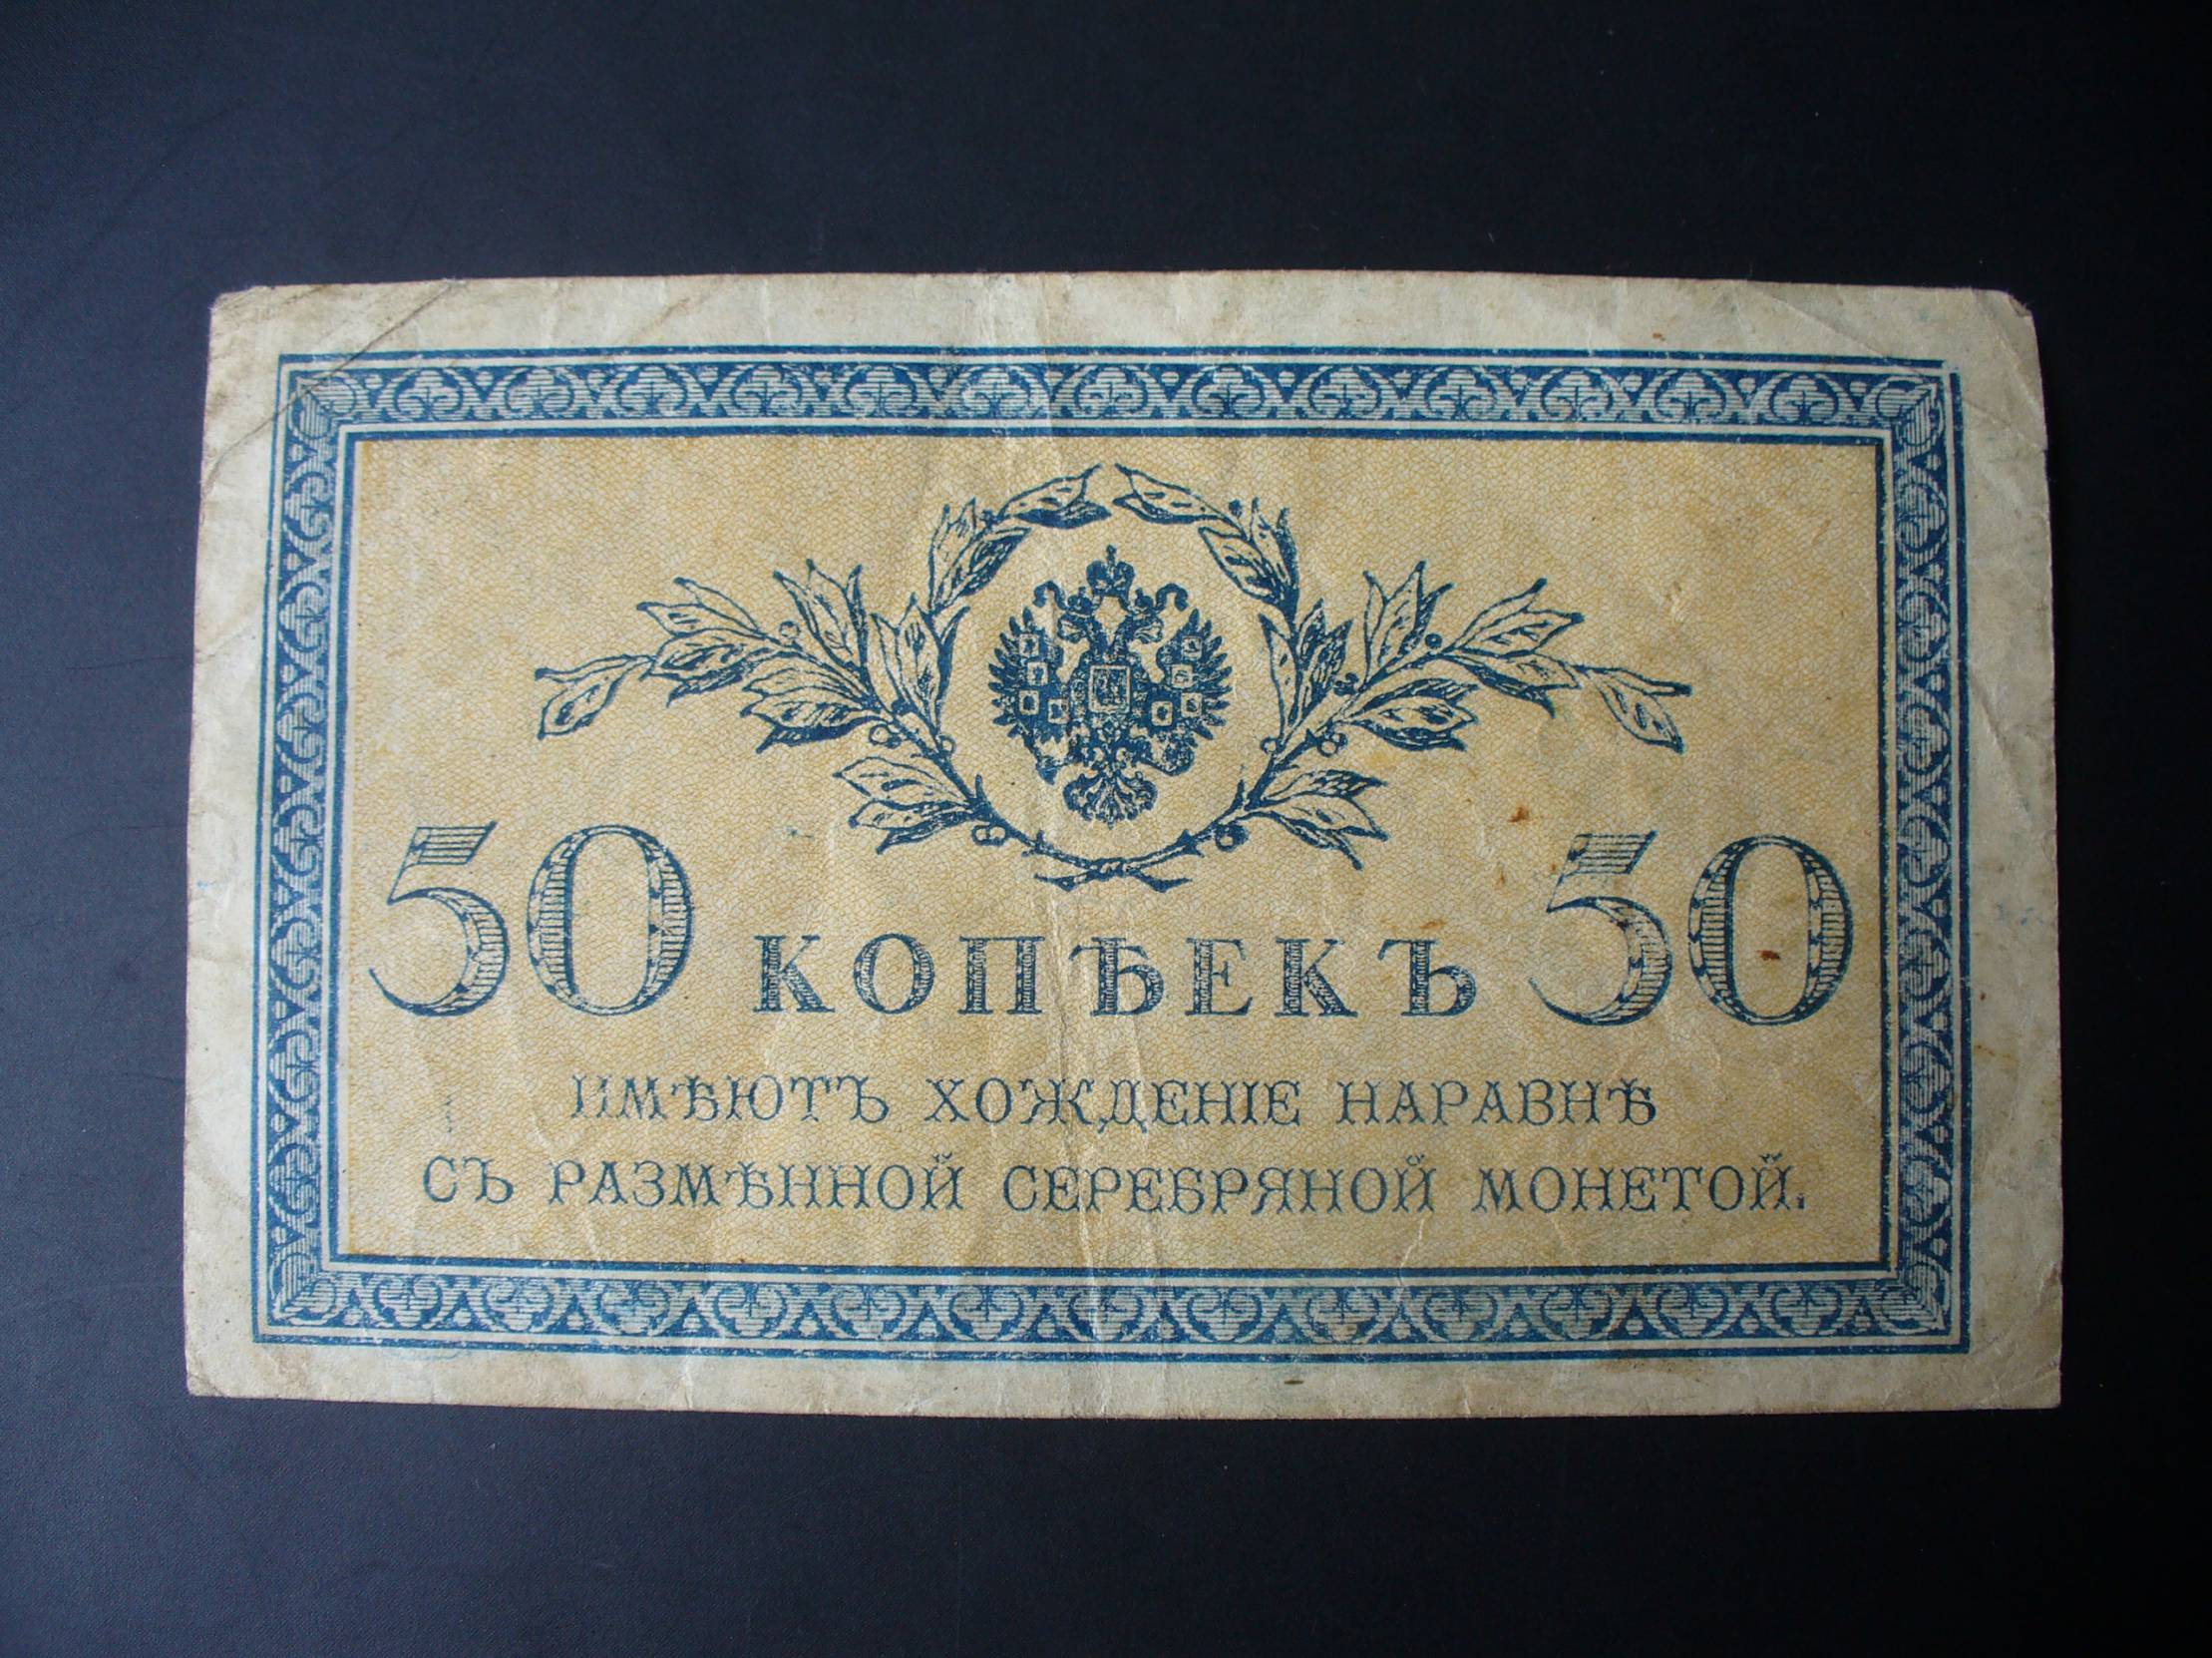 50 КОПѢЕКЪ 50
ИМѢЮТЪ ХОЖДЕНІЕ НАРАВНѢ
СЪ РАЗМѢННОЙ СЕРЕБРЯНОЙ МОНЕТОЙ.